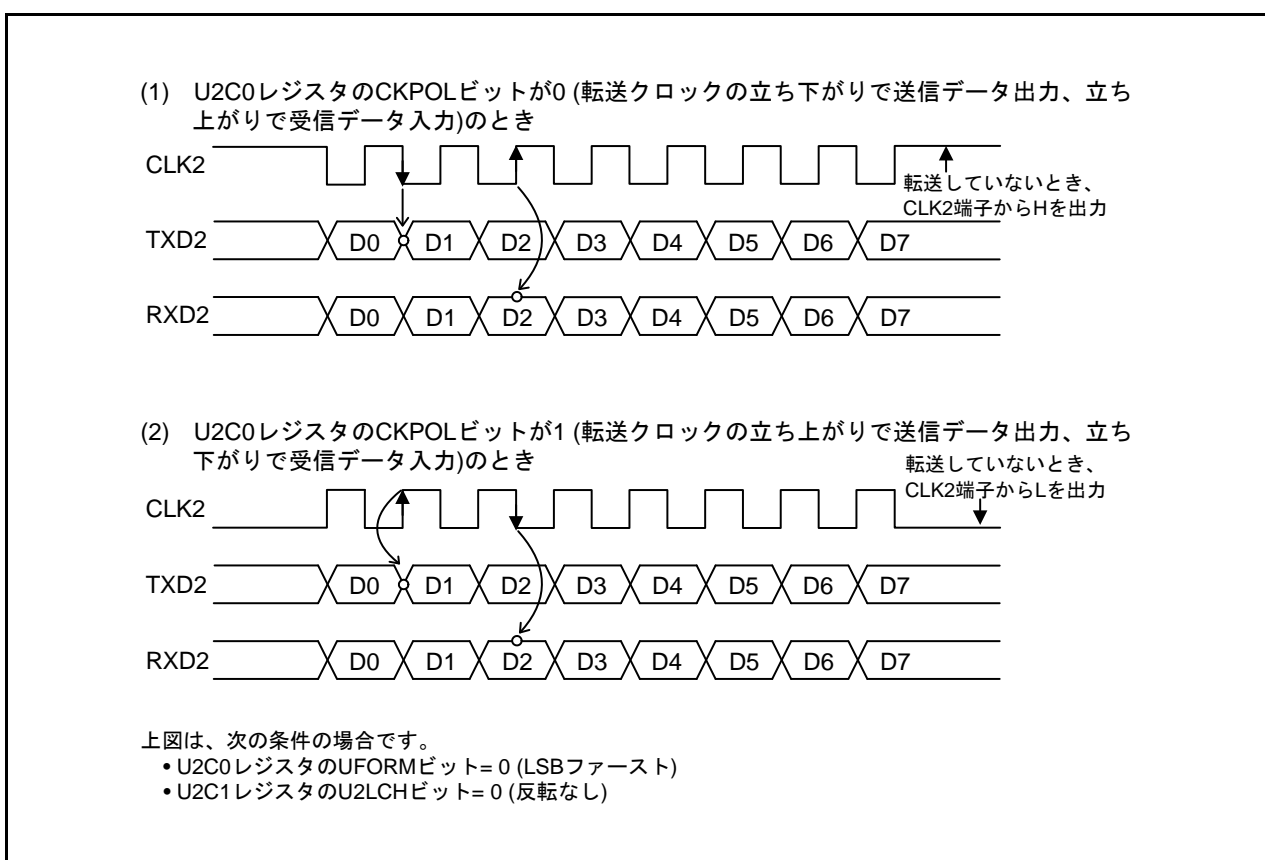 (1) U2C0レジスタのCKPOLビットが0 (転送クロックの立ち下がりで送信データ出力、立ち
上がりで受信データ入力)のとき
CLK2
転送していないとき、
CLK2端子からHを出力
TXD2 D0 D1 D2 D3 D4 D5 D6 D7
RXD2 D0 D1 D2 D3 D4 D5 D6 D7
(2) U2C0レジスタのCKPOLビットが1 (転送クロックの立ち上がりで送信データ出力、立ち
下がりで受信データ入力)のとき
転送していないとき、
CLK2端子からLを出力
CLK2
TXD2 D0 D1 D2 D3 D4 D5 D6 D7
RXD2 D0 D1 D2 D3 D4 D5 D6 D7
上図は、次の条件の場合です。
• U2C0レジスタのUFORMビット= 0 (LSBファースト)
• U2C1レジスタのU2LCHビット= 0 (反転なし)